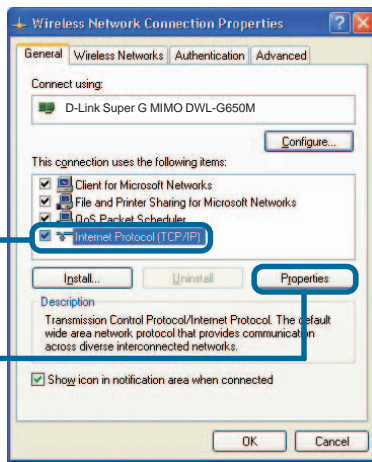 Wireless Network Connection Properties
General Wireless Networks Authentication Advanced
Connect using:
D-Link Super G MIMO DWL-G650M
Configure...
This connection uses the following items:
Client for Microsoft Networks
File and Printer Sharing for Microsoft Networks
QoS Packet Scheduler
Internet Protocol (TCP/IP)
Install... Uninstall Properties
Description
Transmission Control Protocol/Internet Protocol. The default
wide area network protocol that provides communication
across diverse interconnected networks.
Show icon in notification area when connected
OK Cancel